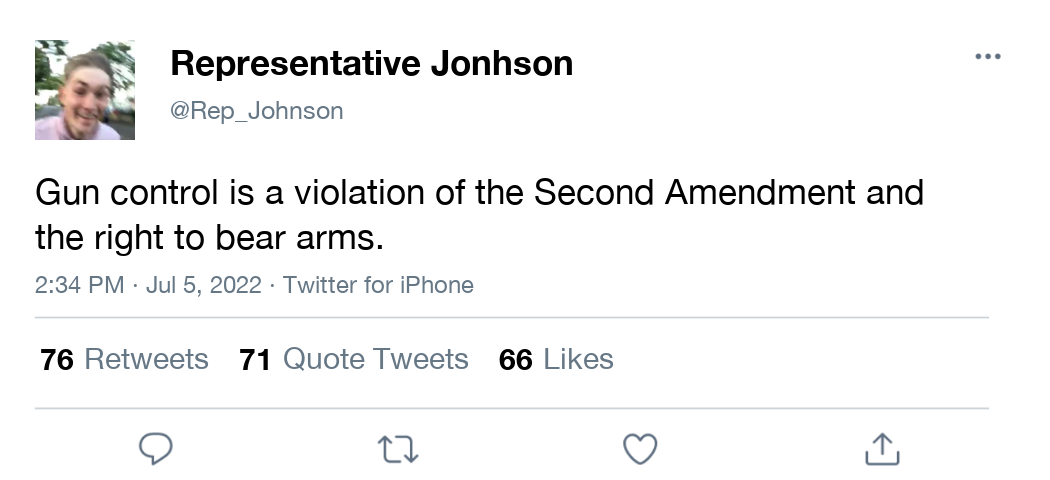 Representative Jonhson
@Rep_Johnson
Gun control is a violation of the Second Amendment and
the right to bear arms.
2:34 PM · Jul 5, 2022 · Twitter for iPhone
76 Retweets 71 Quote Tweets 66 Likes